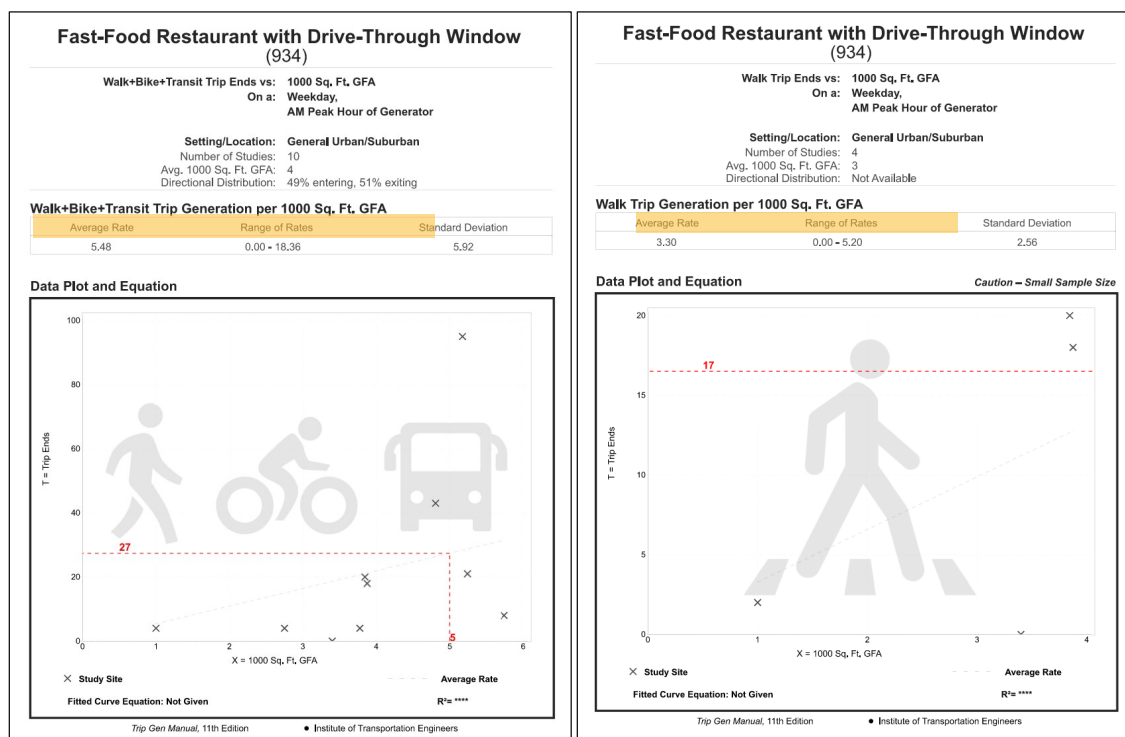 Fast-Food Restaurant with Drive-Through Window
(934)
Walk+Bike+Transit Trip Ends vs: 1000 Sq. Ft. GFA
On a: Weekday,
AM Peak Hour of Generator
Setting/Location: General Urban/Suburban
Number of Studies: 10
Avg. 1000 Sq. Ft. GFA: 4
Directional Distribution: 49% entering, 51% exiting
Walk+Bike+Transit Trip Generation per 1000 Sq. Ft. GFA
Average Rate Range of Rates Standard Deviation
5.48 0.00 - 18.36 5.92
Data Plot and Equation
100
80
60
40
27
20
0
5
0 1 2 3 4 5 6
T = Trip Ends
X = 1000 Sq. Ft. GFA
Study Site Average Rate
Fitted Curve Equation: Not Given R²= ****
Trip Gen Manual, 11th Edition ● Institute of Transportation Engineers
Fast-Food Restaurant with Drive-Through Window
(934)
Walk Trip Ends vs: 1000 Sq. Ft. GFA
On a: Weekday,
AM Peak Hour of Generator
Setting/Location: General Urban/Suburban
Number of Studies: 4
Avg. 1000 Sq. Ft. GFA: 3
Directional Distribution: Not Available
Walk Trip Generation per 1000 Sq. Ft. GFA
Average Rate Range of Rates Standard Deviation
3.30 0.00 - 5.20 2.56
Data Plot and Equation Caution – Small Sample Size
20
17
15
10
5
0
0 1 2 3 4
T = Trip Ends
X = 1000 Sq. Ft. GFA
Study Site Average Rate
Fitted Curve Equation: Not Given R²= ****
Trip Gen Manual, 11th Edition ● Institute of Transportation Engineers